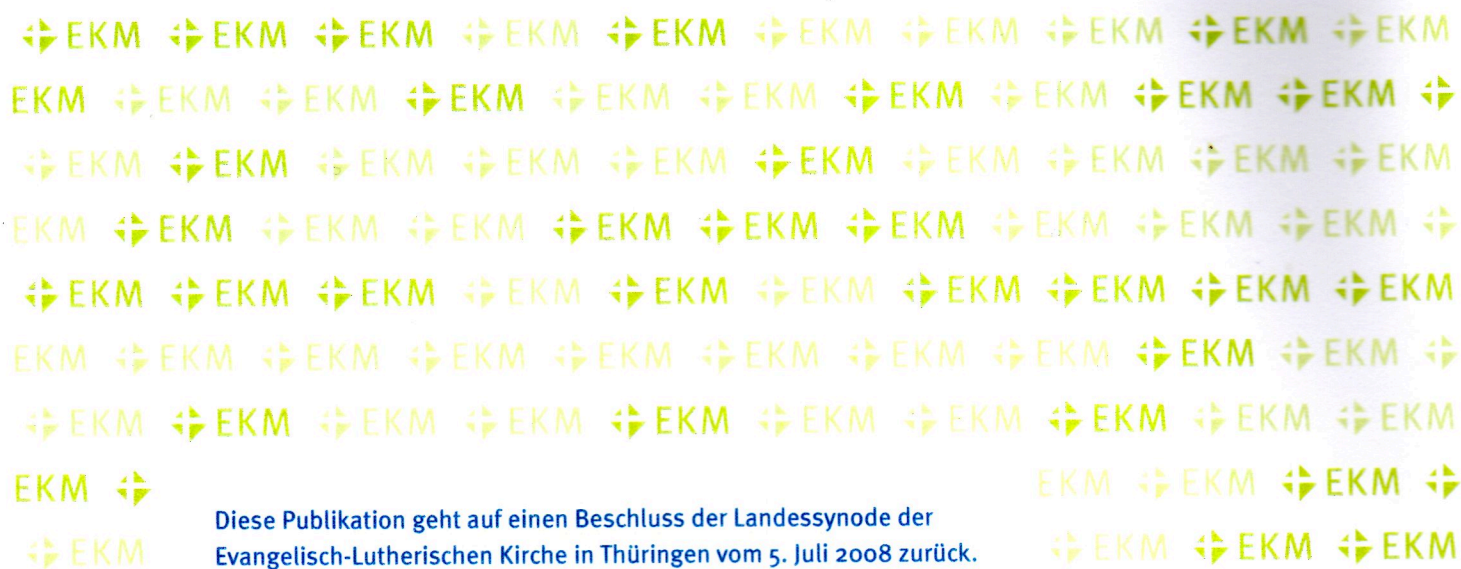 EKM EKM EKM EKM EKM EKM EKM EKM EKM EKM
EKM EKM EKM EKM EKM EKM EKM EKM EKM EKM
EKM EKM EKM EKM EKM EKM EKM EKM EKM EKM
EKM EKM EKM EKM EKM EKM EKM EKM EKM EKM
EKM EKM EKM EKM EKM EKM EKM EKM EKM EKM
EKM EKM EKM EKM EKM EKM EKM EKM EKM EKM
EKM EKM EKM EKM EKM EKM EKM EKM EKM EKM
EKM EKM EKM EKM
Diese Publikation geht auf einen Beschluss der Landessynode der
EKM Evangelisch-Lutherischen Kirche in Thüringen vom 5. Juli 2008 zurück. EKM EKM EKM